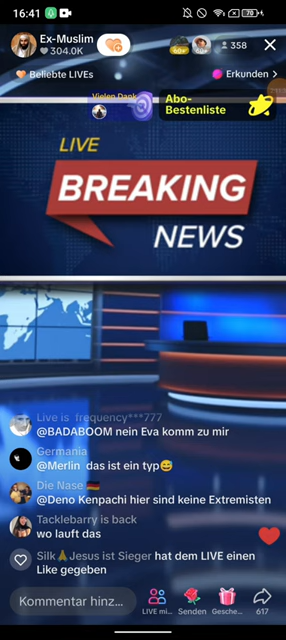 16:41
70
Ex-Muslim
304.0K
60+
358
Beliebte LIVEs
Erkunden >
Vielen Dank
Abo-
Bestenliste
LIVE
BREAKING
NEWS
Live is frequency***777
@BADABOOM nein Eva komm zu mir
Germania
@Merlin das ist ein typ😅
Die Nase 🇩🇪
@Deno Kenpachi hier sind keine Extremisten
Tacklebarry is back
wo lauft das
Silk🙏Jesus ist Sieger hat dem LIVE einen
Like gegeben
Kommentar hinz...
LIVE mi...
Senden
Gesche...
617